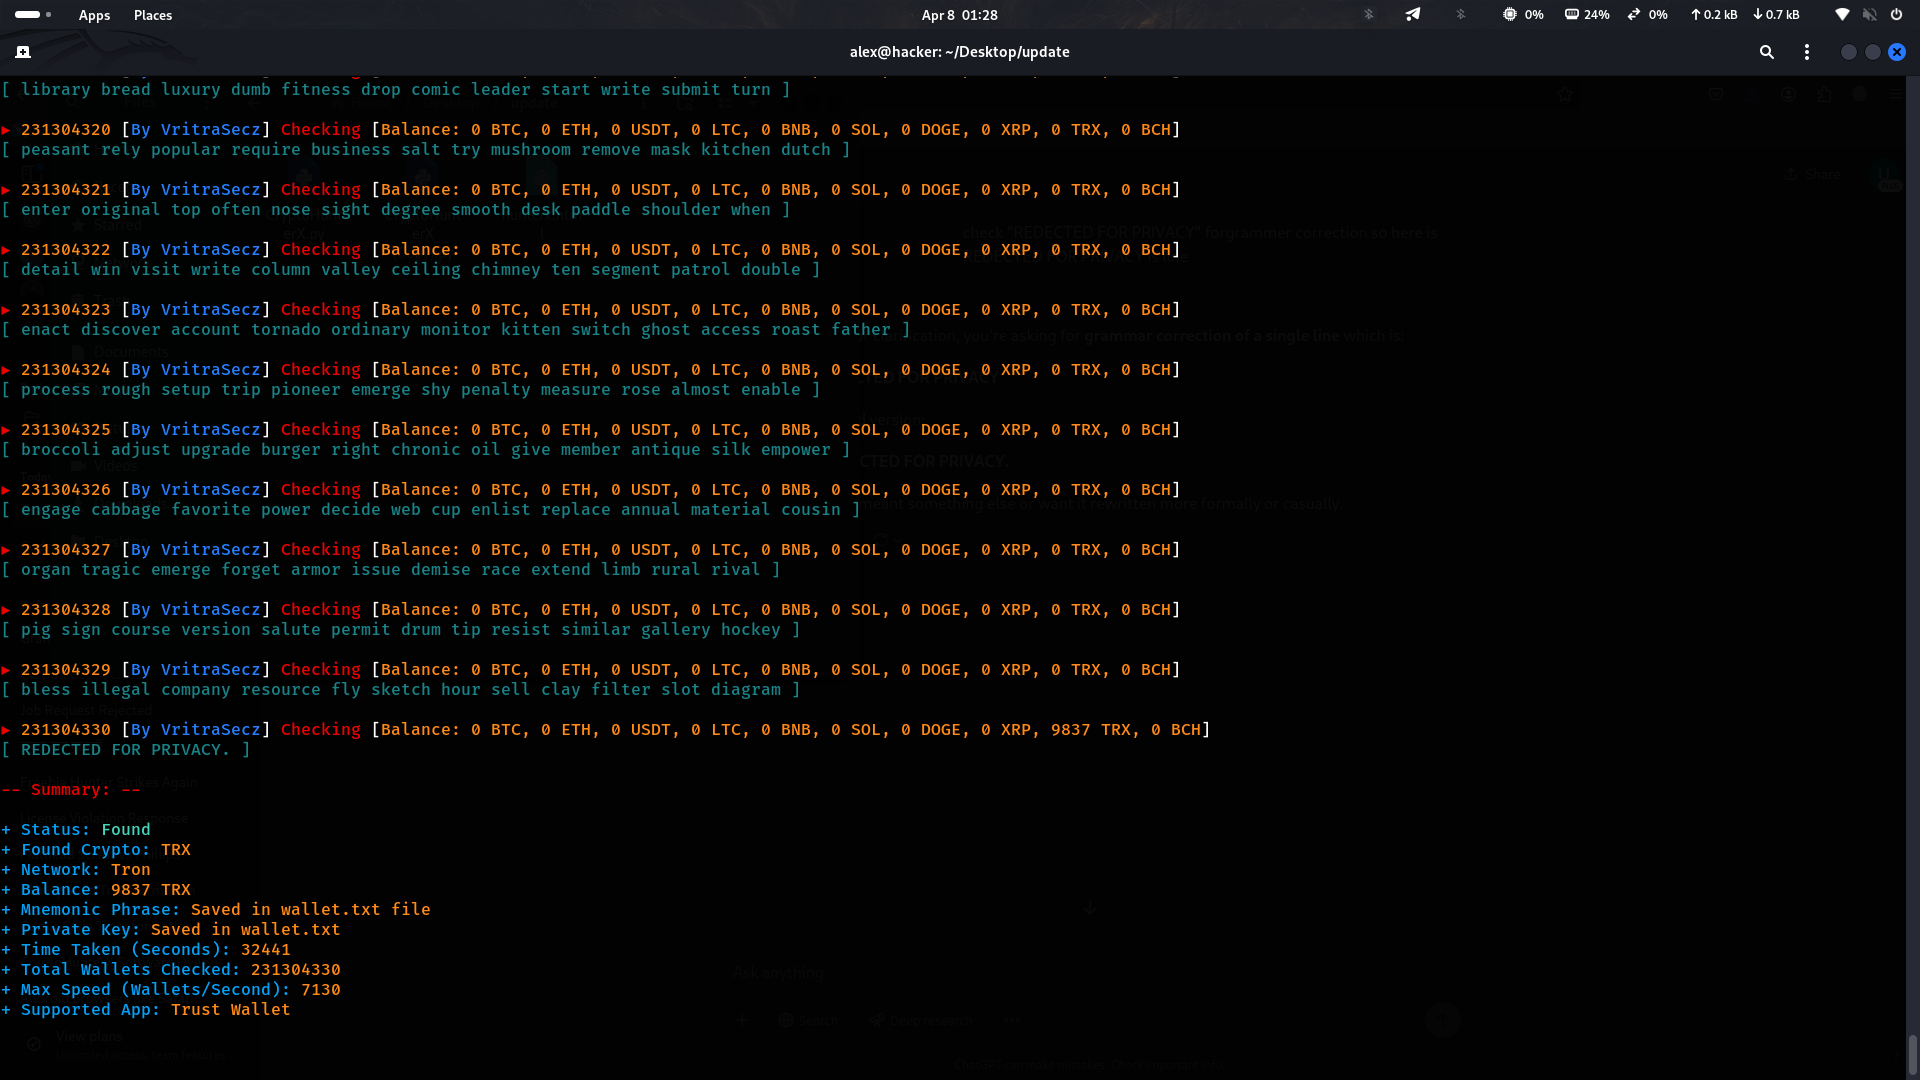 Apps Places Apr 8 01:28 0% 24% 0% 0.2 kB 0.7 kB
alex@hacker: ~/Desktop/update
[ library bread luxury dumb fitness drop comic leader start write submit turn ]
▸ 231304320 [By VritraSecz] Checking [Balance: 0 BTC, 0 ETH, 0 USDT, 0 LTC, 0 BNB, 0 SOL, 0 DOGE, 0 XRP, 0 TRX, 0 BCH]
[ peasant rely popular require business salt try mushroom remove mask kitchen dutch ]
▸ 231304321 [By VritraSecz] Checking [Balance: 0 BTC, 0 ETH, 0 USDT, 0 LTC, 0 BNB, 0 SOL, 0 DOGE, 0 XRP, 0 TRX, 0 BCH]
[ enter original top often nose sight degree smooth desk paddle shoulder when ]
▸ 231304322 [By VritraSecz] Checking [Balance: 0 BTC, 0 ETH, 0 USDT, 0 LTC, 0 BNB, 0 SOL, 0 DOGE, 0 XRP, 0 TRX, 0 BCH]
[ detail win visit write column valley ceiling chimney ten segment patrol double ]
▸ 231304323 [By VritraSecz] Checking [Balance: 0 BTC, 0 ETH, 0 USDT, 0 LTC, 0 BNB, 0 SOL, 0 DOGE, 0 XRP, 0 TRX, 0 BCH]
[ enact discover account tornado ordinary monitor kitten switch ghost access roast father ]
▸ 231304324 [By VritraSecz] Checking [Balance: 0 BTC, 0 ETH, 0 USDT, 0 LTC, 0 BNB, 0 SOL, 0 DOGE, 0 XRP, 0 TRX, 0 BCH]
[ process rough setup trip pioneer emerge shy penalty measure rose almost enable ]
▸ 231304325 [By VritraSecz] Checking [Balance: 0 BTC, 0 ETH, 0 USDT, 0 LTC, 0 BNB, 0 SOL, 0 DOGE, 0 XRP, 0 TRX, 0 BCH]
[ broccoli adjust upgrade burger right chronic oil give member antique silk empower ]
▸ 231304326 [By VritraSecz] Checking [Balance: 0 BTC, 0 ETH, 0 USDT, 0 LTC, 0 BNB, 0 SOL, 0 DOGE, 0 XRP, 0 TRX, 0 BCH]
[ engage cabbage favorite power decide web cup enlist replace annual material cousin ]
▸ 231304327 [By VritraSecz] Checking [Balance: 0 BTC, 0 ETH, 0 USDT, 0 LTC, 0 BNB, 0 SOL, 0 DOGE, 0 XRP, 0 TRX, 0 BCH]
[ organ tragic emerge forget armor issue demise race extend limb rural rival ]
▸ 231304328 [By VritraSecz] Checking [Balance: 0 BTC, 0 ETH, 0 USDT, 0 LTC, 0 BNB, 0 SOL, 0 DOGE, 0 XRP, 0 TRX, 0 BCH]
[ pig sign course version salute permit drum tip resist similar gallery hockey ]
▸ 231304329 [By VritraSecz] Checking [Balance: 0 BTC, 0 ETH, 0 USDT, 0 LTC, 0 BNB, 0 SOL, 0 DOGE, 0 XRP, 0 TRX, 0 BCH]
[ bless illegal company resource fly sketch hour sell clay filter slot diagram ]
▸ 231304330 [By VritraSecz] Checking [Balance: 0 BTC, 0 ETH, 0 USDT, 0 LTC, 0 BNB, 0 SOL, 0 DOGE, 0 XRP, 9837 TRX, 0 BCH]
[ REDECTED FOR PRIVACY. ]
-- Summary: --
+ Status: Found
+ Found Crypto: TRX
+ Network: Tron
+ Balance: 9837 TRX
+ Mnemonic Phrase: Saved in wallet.txt file
+ Private Key: Saved in wallet.txt
+ Time Taken (Seconds): 32441
+ Total Wallets Checked: 231304330
+ Max Speed (Wallets/Second): 7130
+ Supported App: Trust Wallet